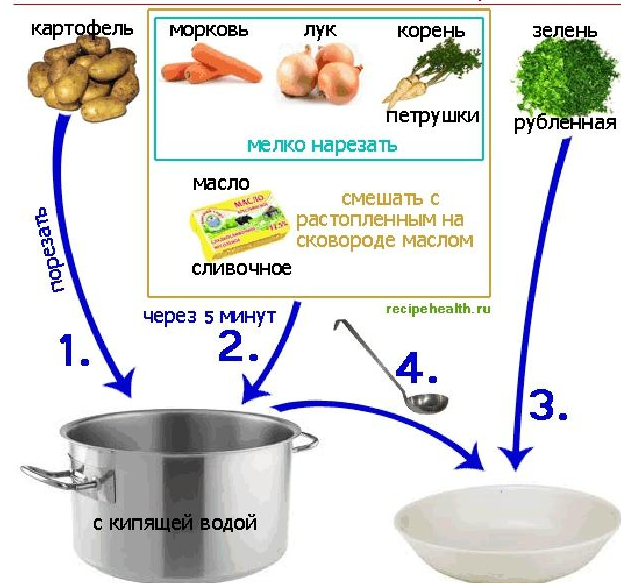 картофель
морковь
лук
корень
петрушки
зелень
рубленная
мелко нарезать
масло
МАСЛО
сливочное
смешать с
растопленным на
сковороде маслом
recipehealth.ru
порезать
1.
через 5 минут
2.
4.
3.
с кипящей водой